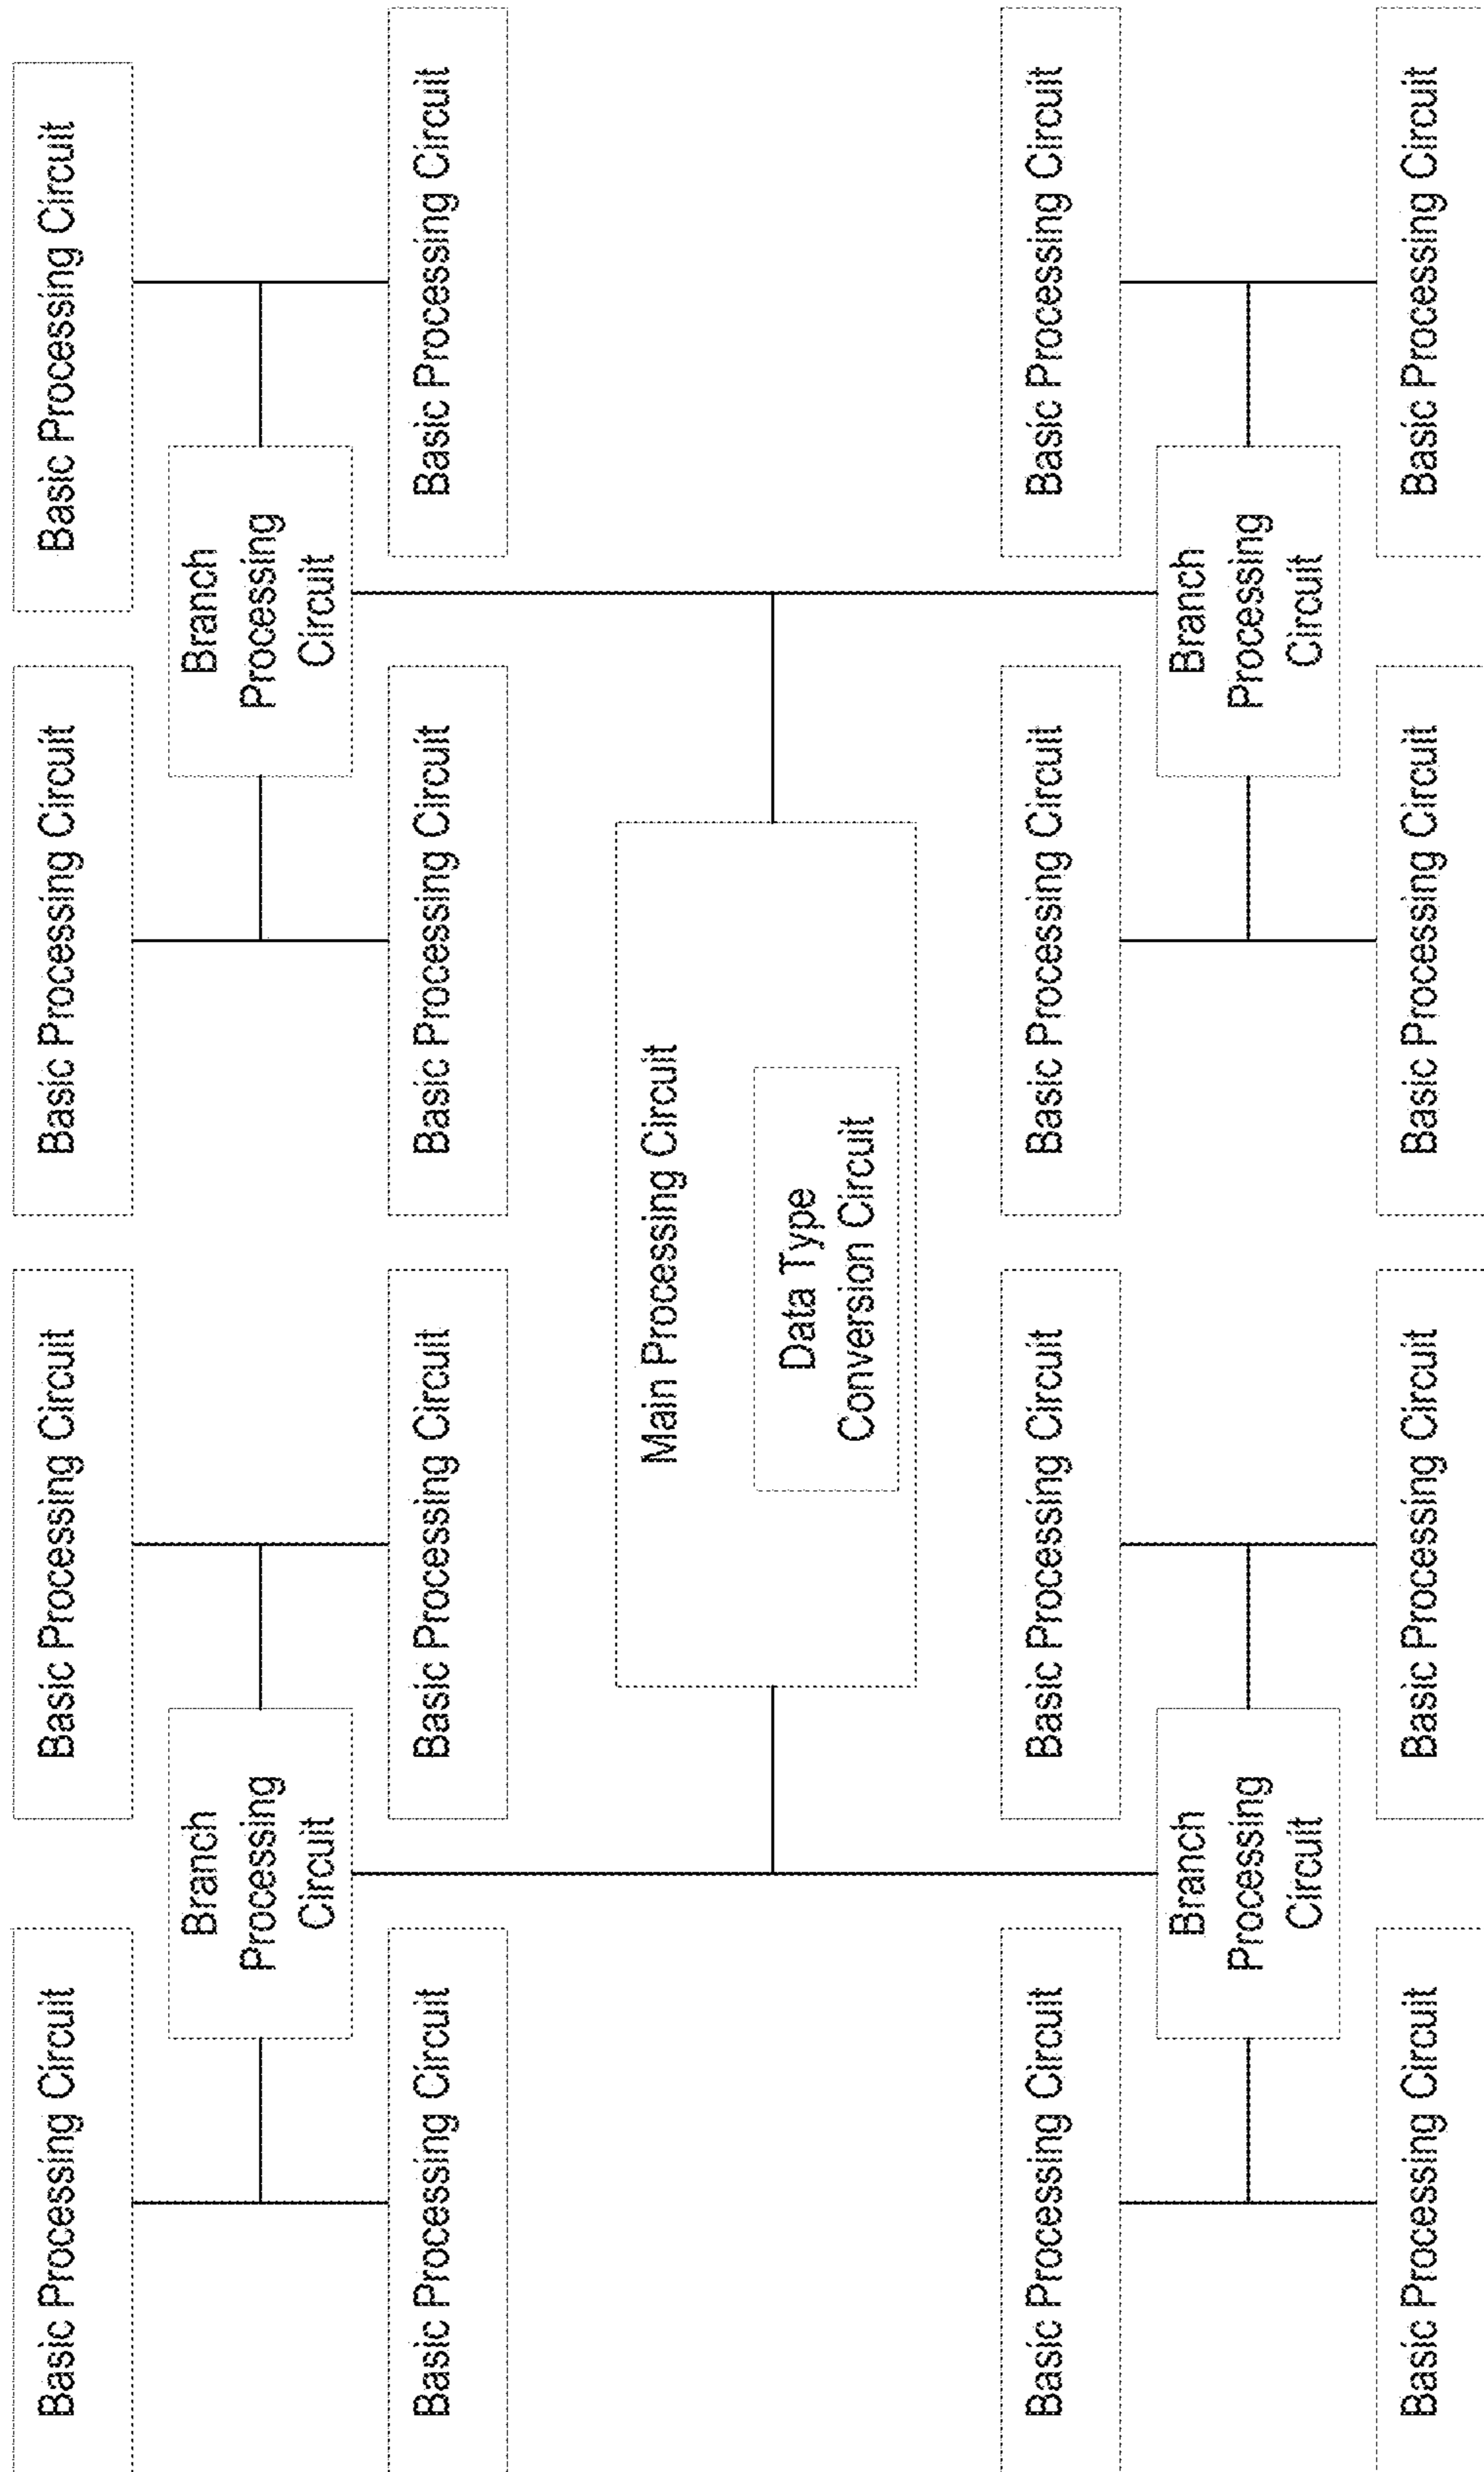 Basic Processing Circuit
Basic Processing Circuit
Basic Processing Circuit
Basic Processing Circuit
Branch
Processing
Circuit
Branch
Processing
Circuit
Basic Processing Circuit
Basic Processing Circuit
Basic Processing Circuit
Basic Processing Circuit
Main Processing Circuit
Data Type
Conversion Circuit
Basic Processing Circuit
Basic Processing Circuit
Basic Processing Circuit
Basic Processing Circuit
Branch
Processing
Circuit
Branch
Processing
Circuit
Basic Processing Circuit
Basic Processing Circuit
Basic Processing Circuit
Basic Processing Circuit